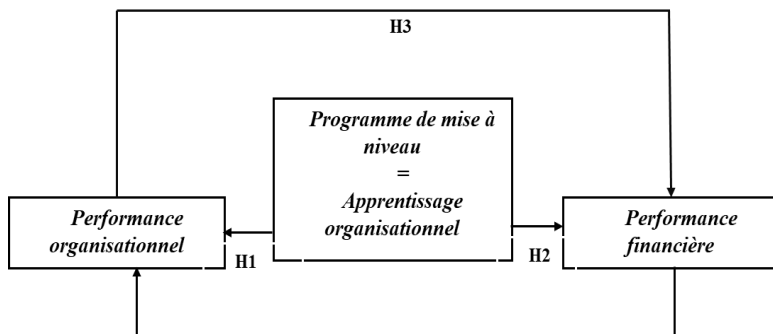 H3
Programme de mise à
niveau
=
Apprentissage
organisationnel
Performance
organisationnel
H1
H2
Performance
financière